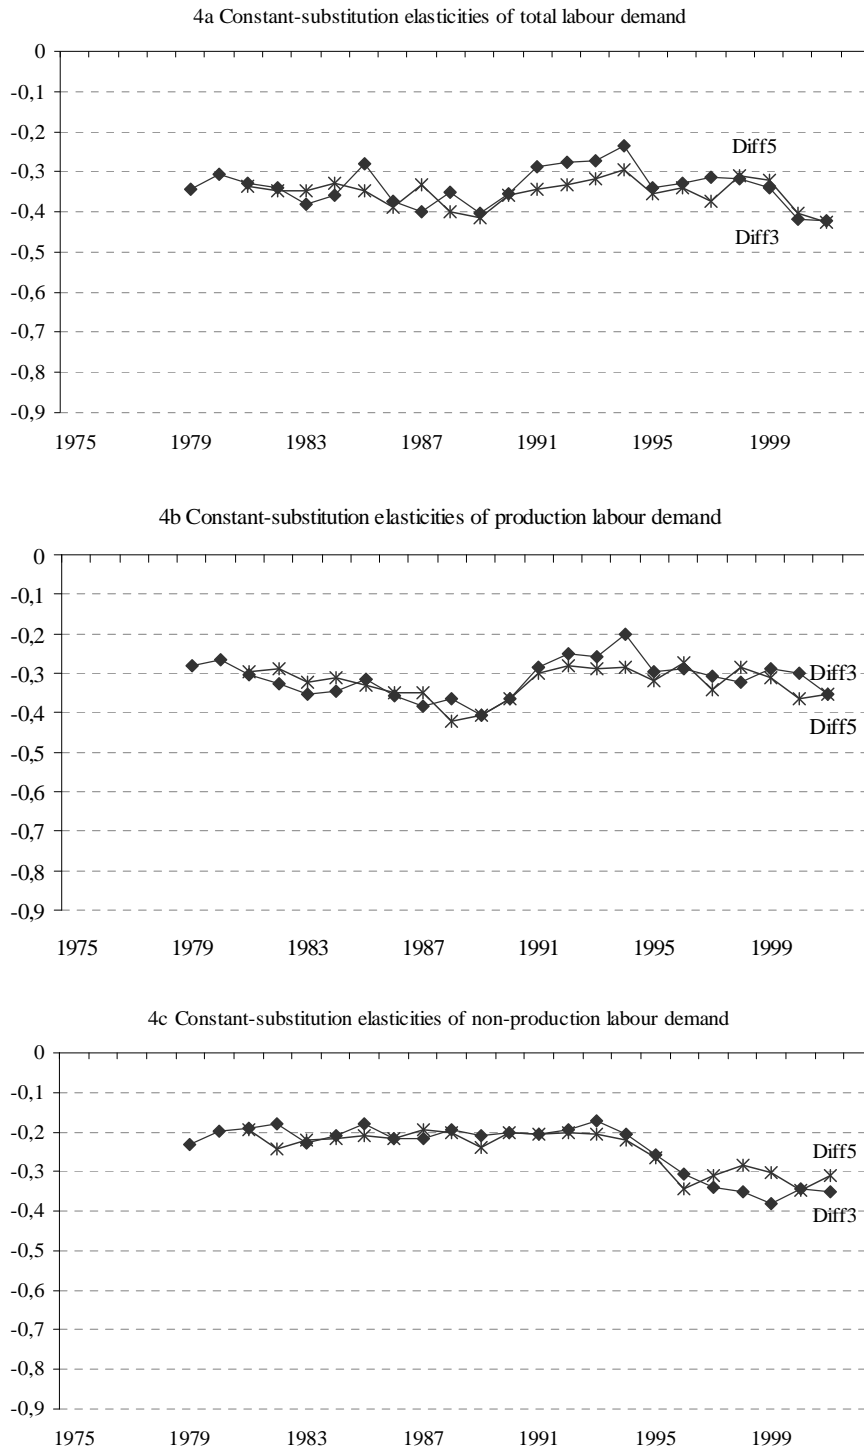 4a Constant-substitution elasticities of total labour demand
0
-0,1
-0,2
Diff5
-0,3
-0,4
Diff3
-0,5
-0,6
-0,7
-0,8
-0,9
1975 1979 1983 1987 1991 1995 1999
4b Constant-substitution elasticities of production labour demand
0
-0,1
-0,2
-0,3 Diff3
-0,4
Diff5
-0,5
-0,6
-0,7
-0,8
-0,9
1975 1979 1983 1987 1991 1995 1999
4c Constant-substitution elasticities of non-production labour demand
0
-0,1
-0,2
Diff5
-0,3
-0,4 Diff3
-0,5
-0,6
-0,7
-0,8
-0,9
1975 1979 1983 1987 1991 1995 1999